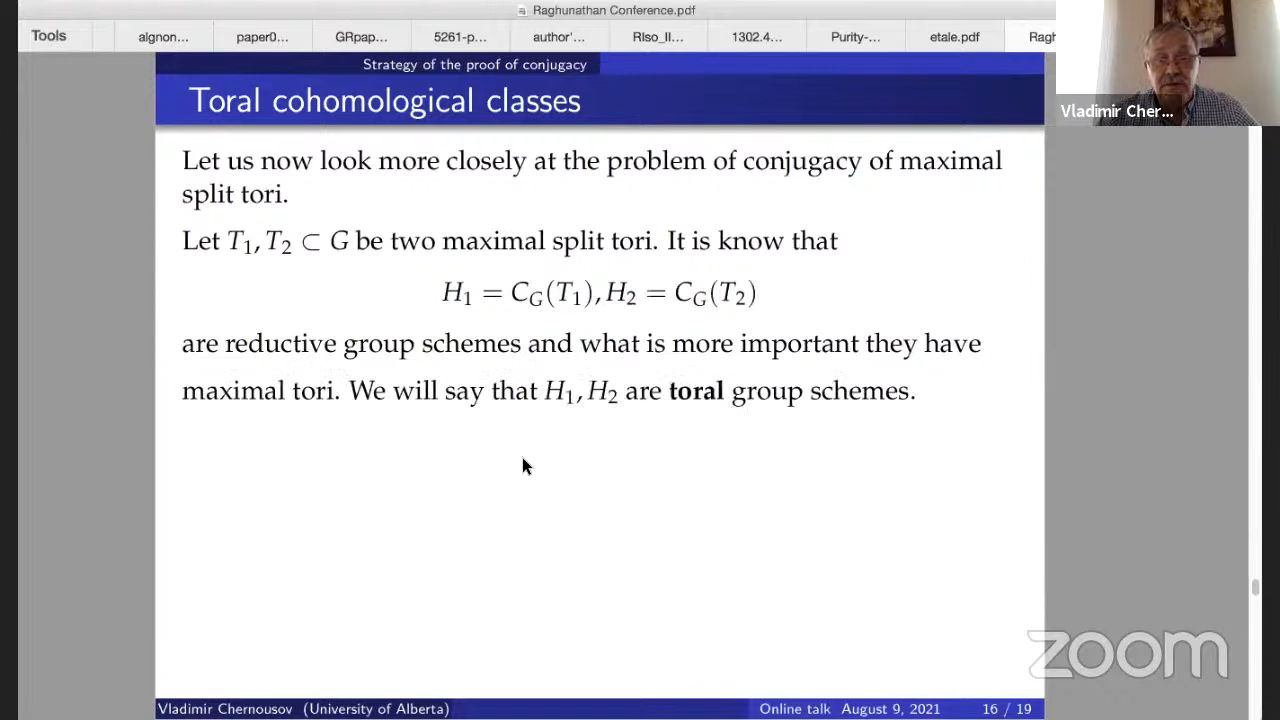 Raghunathan Conference.pdf
Tools
algnon...
paper0...
GRpap...
5261-p...
author'...
RIso_II...
1302.4...
Purity-...
etale.pdf
Ragh
Strategy of the proof of conjugacy
Toral cohomological classes
Vladimir Cher...
Let us now look more closely at the problem of conjugacy of maximal
split tori.
Let T₁, T₂ ⊂ G be two maximal split tori. It is know that
H₁ = C_G(T₁), H₂ = C_G(T₂)
are reductive group schemes and what is more important they have
maximal tori. We will say that H₁, H₂ are toral group schemes.
zoom
Vladimir Chernousov (University of Alberta)
Online talk August 9, 2021
16 / 19